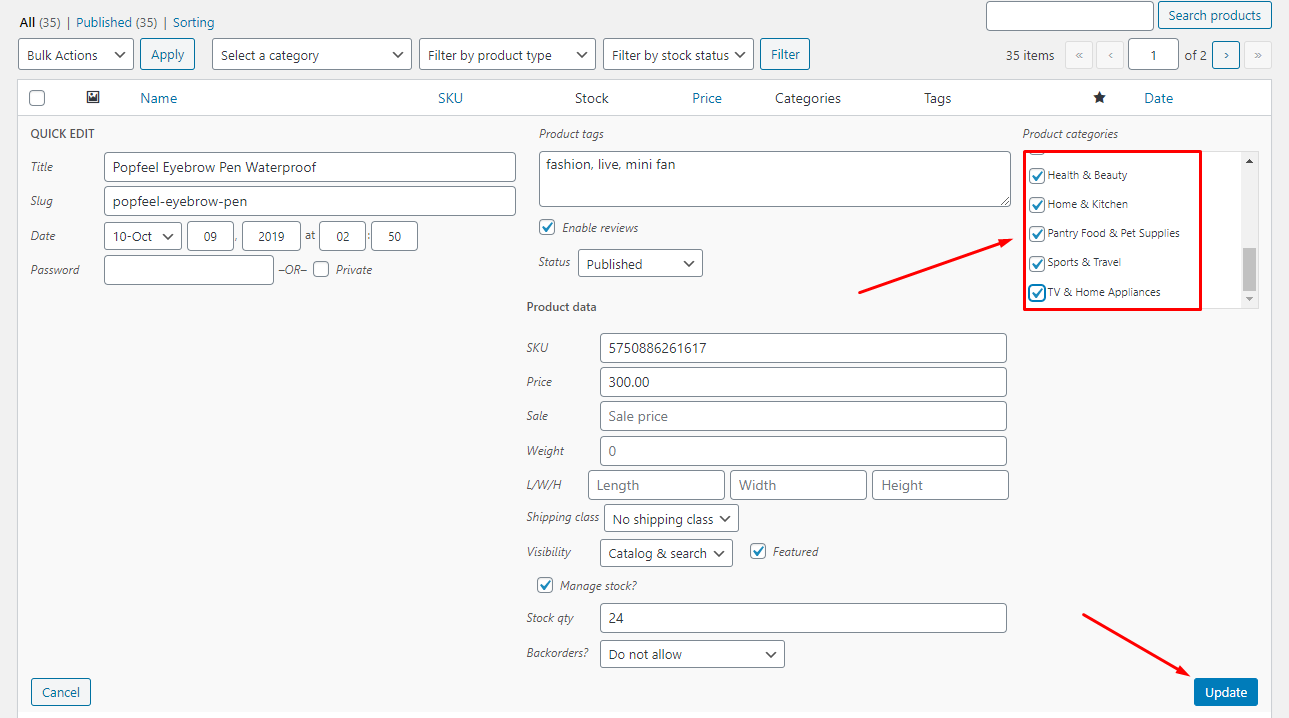 All (35) | Published (35) | Sorting
Search products
Bulk Actions Apply Select a category Filter by product type Filter by stock status Filter 35 items « ‹ 1 of 2 › »
Name SKU Stock Price Categories Tags Date
QUICK EDIT
Title Popfeel Eyebrow Pen Waterproof
Slug popfeel-eyebrow-pen
Date 10-Oct 09 , 2019 at 02 : 50
Password –OR– Private
Product tags
fashion, live, mini fan
Enable reviews
Status Published
Product data
SKU 5750886261617
Price 300.00
Sale Sale price
Weight 0
L/W/H Length Width Height
Shipping class No shipping class
Visibility Catalog & search Featured
Manage stock?
Stock qty 24
Backorders? Do not allow
Product categories
Health & Beauty
Home & Kitchen
Pantry Food & Pet Supplies
Sports & Travel
TV & Home Appliances
Cancel Update